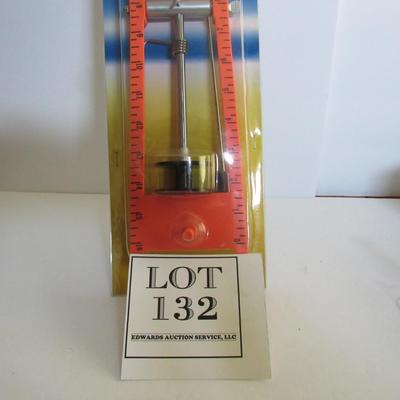 LOT
132
EDWARDS AUCTION SERVICE, LLC